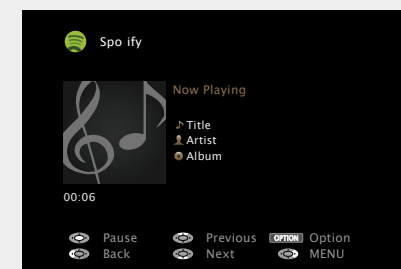 Spo ify
Now Playing
Title
Artist
Album
00:06
Pause Previous OPTION Option
Back Next MENU